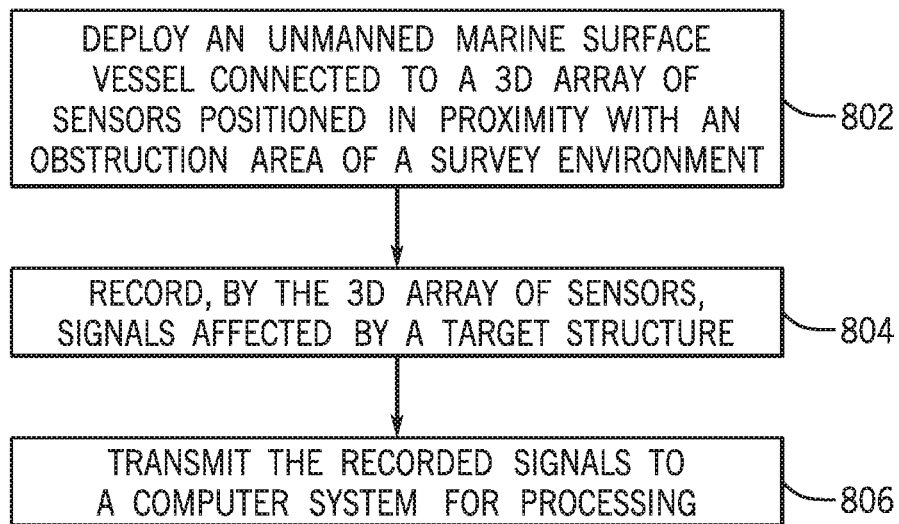 DEPLOY AN UNMANNED MARINE SURFACE
VESSEL CONNECTED TO A 3D ARRAY OF
SENSORS POSITIONED IN PROXIMITY WITH AN
OBSTRUCTION AREA OF A SURVEY ENVIRONMENT
802
RECORD, BY THE 3D ARRAY OF SENSORS,
SIGNALS AFFECTED BY A TARGET STRUCTURE
804
TRANSMIT THE RECORDED SIGNALS TO
A COMPUTER SYSTEM FOR PROCESSING
806